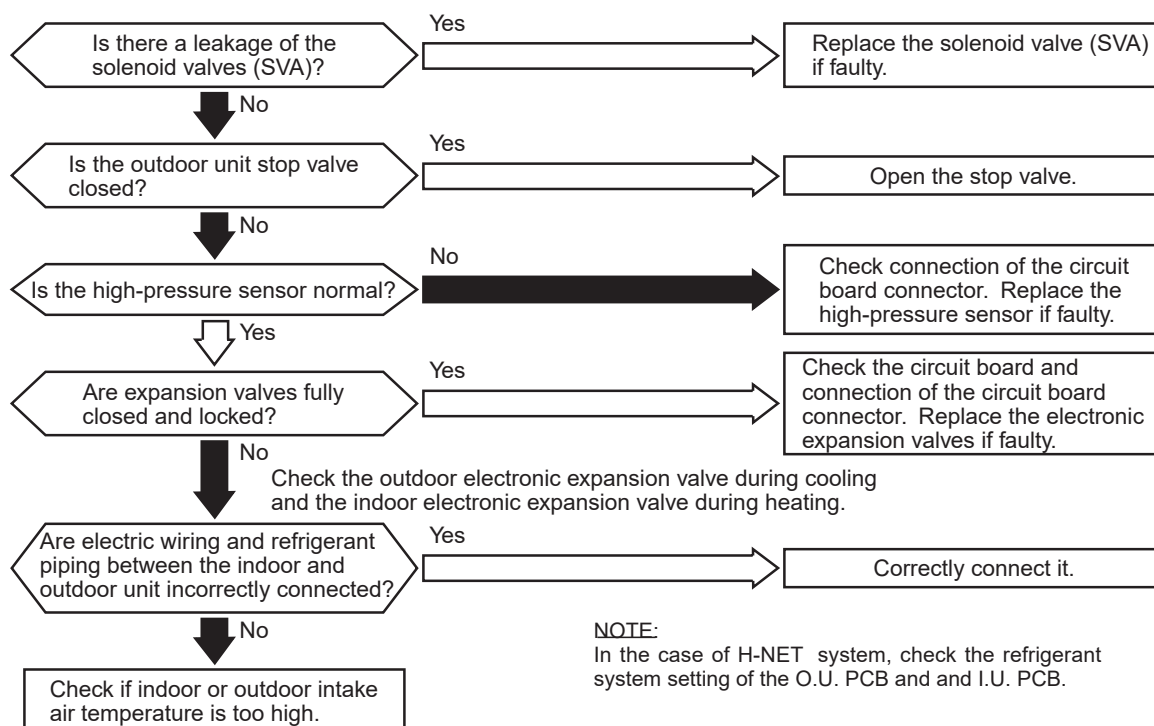 Yes
Is there a leakage of the
solenoid valves (SVA)?
Replace the solenoid valve (SVA)
if faulty.
No
Yes
Is the outdoor unit stop valve
closed?
Open the stop valve.
No
No
Is the high-pressure sensor normal?
Check connection of the circuit
board connector. Replace the
high-pressure sensor if faulty.
Yes
Yes
Are expansion valves fully
closed and locked?
Check the circuit board and
connection of the circuit board
connector. Replace the electronic
expansion valves if faulty.
No
Check the outdoor electronic expansion valve during cooling
and the indoor electronic expansion valve during heating.
Yes
Are electric wiring and refrigerant
piping between the indoor and
outdoor unit incorrectly connected?
Correctly connect it.
No
NOTE:
In the case of H-NET system, check the refrigerant
system setting of the O.U. PCB and and I.U. PCB.
Check if indoor or outdoor intake
air temperature is too high.